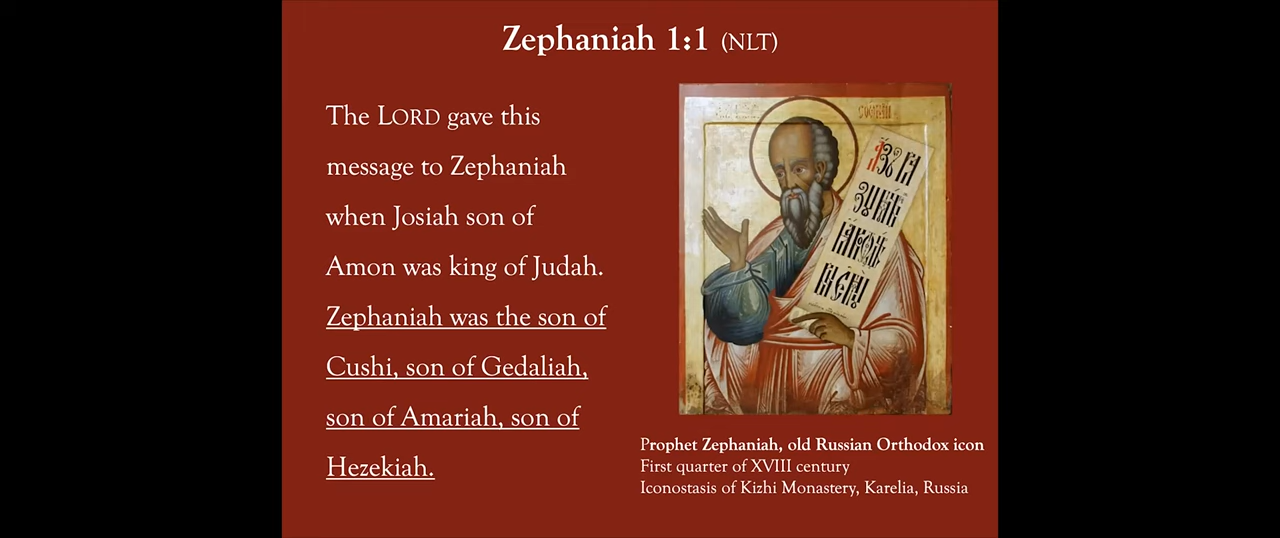 Zephaniah 1:1 (NLT)
The LORD gave this
message to Zephaniah
when Josiah son of
Amon was king of Judah.
Zephaniah was the son of
Cushi, son of Gedaliah,
son of Amariah, son of
Hezekiah.
Prophet Zephaniah, old Russian Orthodox icon
First quarter of XVIII century
Iconostasis of Kizhi Monastery, Karelia, Russia